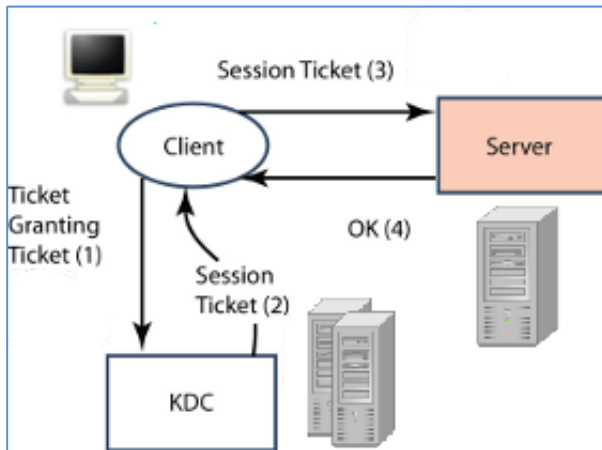 Session Ticket (3)
Client
Server
Ticket
Granting
Ticket (1)
OK (4)
Session
Ticket (2)
KDC